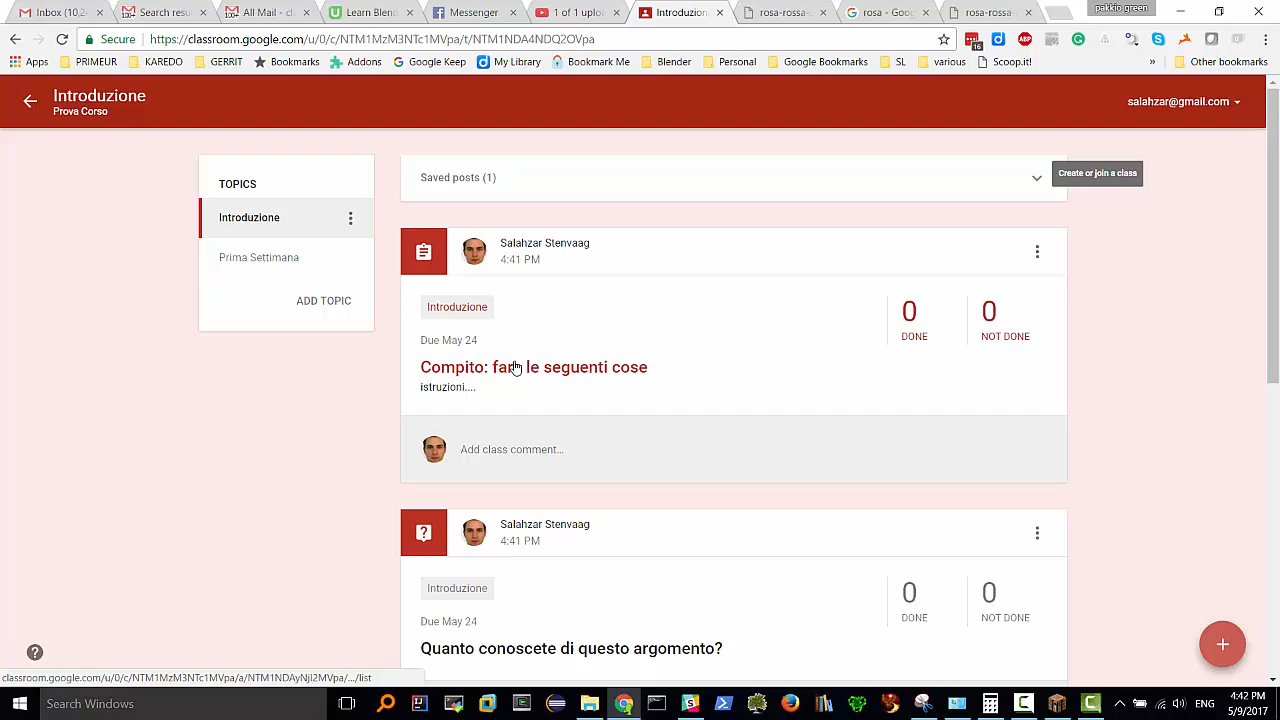 Inbox (10,2
Search resu
All Mail - c
Learn Blend
Messenger
1 of 1 uploa
Introduzion
rosa-rossa-
rosa - Goog
rosa-rossa-
pakkio green
Secure
https://classroom.google.com/u/0/c/NTM1MzM3NTc1MVpa/t/NTM1NDA4NDQ2OVpa
16
ABP
Apps
PRIMEUR
KAREDO
GERRIT
Bookmarks
Addons
Google Keep
My Library
Bookmark Me
Blender
Personal
Google Bookmarks
SL
various
Scoop.it!
»
Other bookmarks
Introduzione
Prova Corso
salahzar@gmail.com
TOPICS
Introduzione
Prima Settimana
ADD TOPIC
Saved posts (1)
Create or join a class
Salahzar Stenvaag
4:41 PM
Introduzione
0
DONE
0
NOT DONE
Due May 24
Compito: fare le seguenti cose
istruzioni....
Add class comment...
Salahzar Stenvaag
4:41 PM
Introduzione
0
DONE
0
NOT DONE
Due May 24
Quanto conoscete di questo argomento?
classroom.google.com/u/0/c/NTM1MzM3NTc1MVpa/a/NTM1NDAyNjI2MVpa/.../list
Search Windows
ENG
4:42 PM
5/9/2017